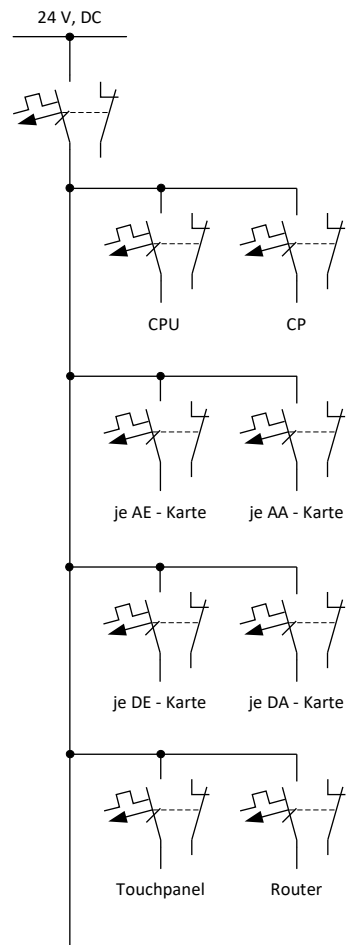 24 V, DC
CPU
CP
je AE - Karte
je AA - Karte
je DE - Karte
je DA - Karte
Touchpanel
Router